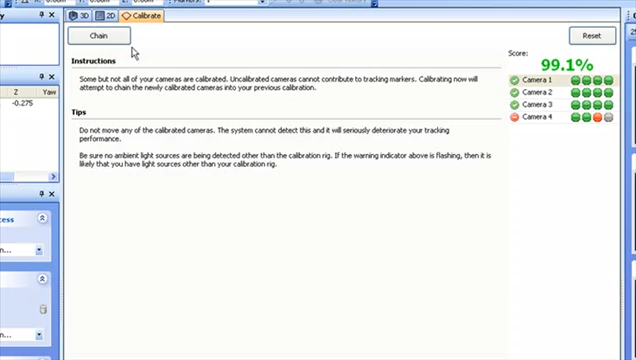 3D 2D Calibrate
Chain
Reset
Instructions
Some but not all of your cameras are calibrated. Uncalibrated cameras cannot contribute to tracking markers. Calibrating now will
attempt to chain the newly calibrated cameras into your previous calibration.
Tips
Do not move any of the calibrated cameras. The system cannot detect this and it will seriously deteriorate your tracking
performance.
Be sure no ambient light sources are being detected other than the calibration rig. If the warning indicator above is flashing, then it is
likely that you have light sources other than your calibration rig.
Score:
99.1%
Camera 1
Camera 2
Camera 3
Camera 4
Z Yaw
-0.275